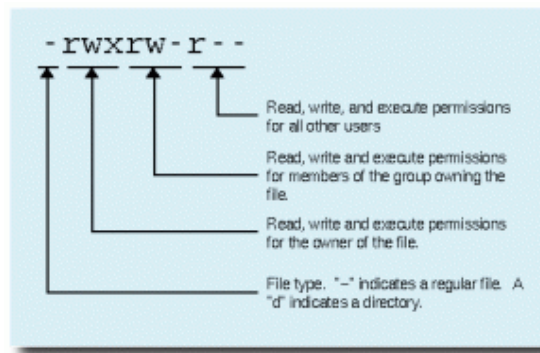 -rwxrw-r--
Read, write, and execute permissions
for all other users
Read, write and execute permissions
for members of the group owning the
file.
Read, write and execute permissions
for the owner of the file.
File type. "-" indicates a regular file. A
"d" indicates a directory.